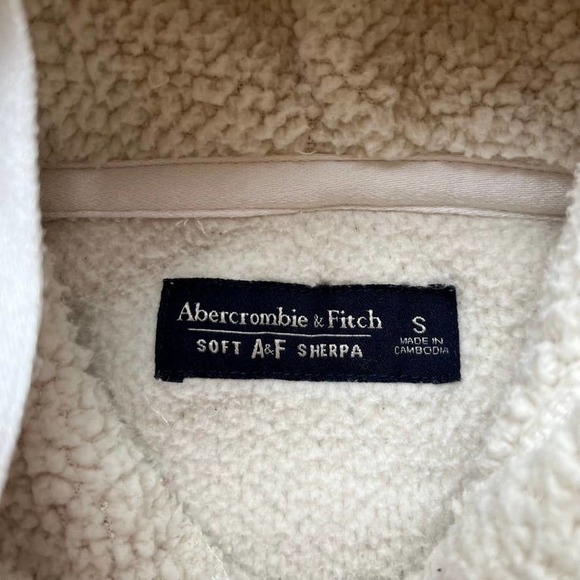 Abercrombie & Fitch
SOFT A&F SHERPA
S
MADE IN
CAMBODIA